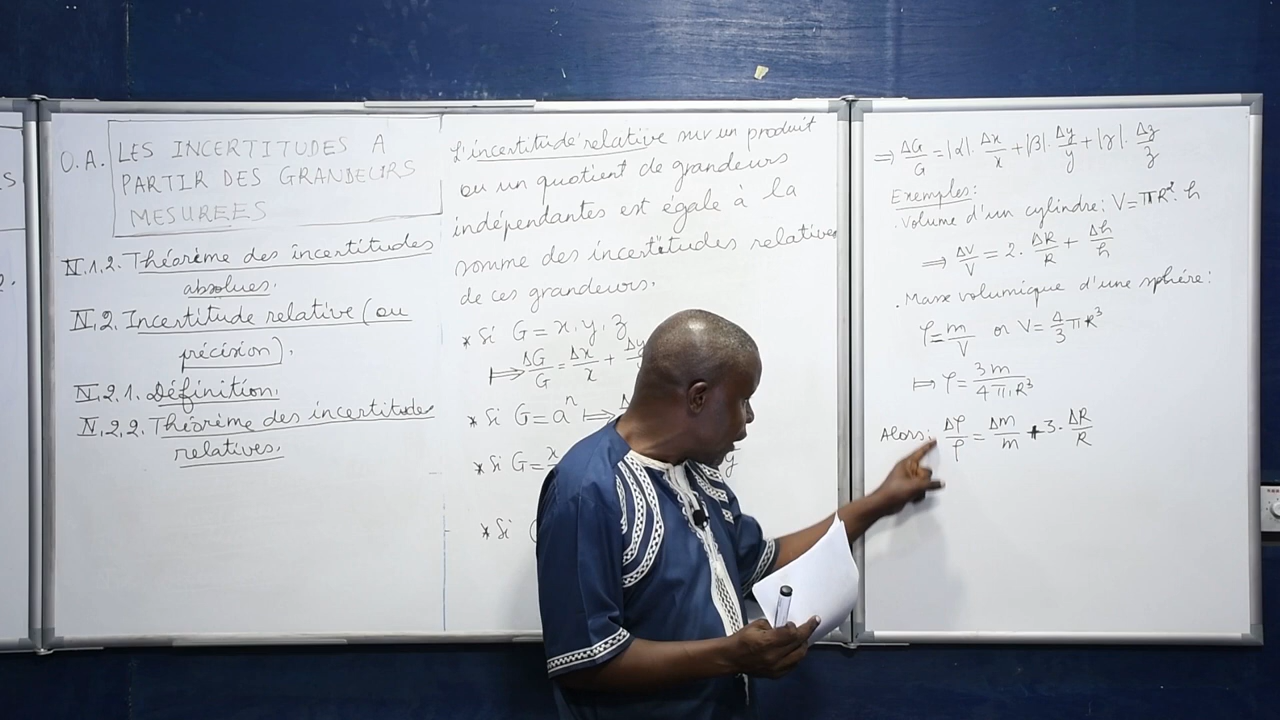 O.A. LES INCERTITUDES A
PARTIR DES GRANDEURS
MESUREES
IV.1.2. Théorème des incertitudes
absolues.
IV.2. Incertitude relative (ou
précision).
IV.2.1. Définition.
IV.2.2. Théorème des incertitudes
relatives.
L'incertitude relative sur un produit
ou un quotient de grandeurs
indépendantes est égale à la
somme des incertitudes relatives
de ces grandeurs.
* Si G = x, y, z
⟼ ΔG/G = Δx/x + Δy
* Si G = aⁿ ⟼
* Si G = x
y
* Si
⇒ ΔG/G = |α|. Δx/x + |β|. Δy/y + |γ|. Δz/z
Exemples:
. Volume d'un cylindre: V = πR². h
⇒ ΔV/V = 2. ΔR/R + Δh/h
. Masse volumique d'une sphère:
ρ = m/V or V = 4/3 πR³
⟼ ρ = 3m/4π.R³
Alors: Δρ/ρ = Δm/m + 3. ΔR/R